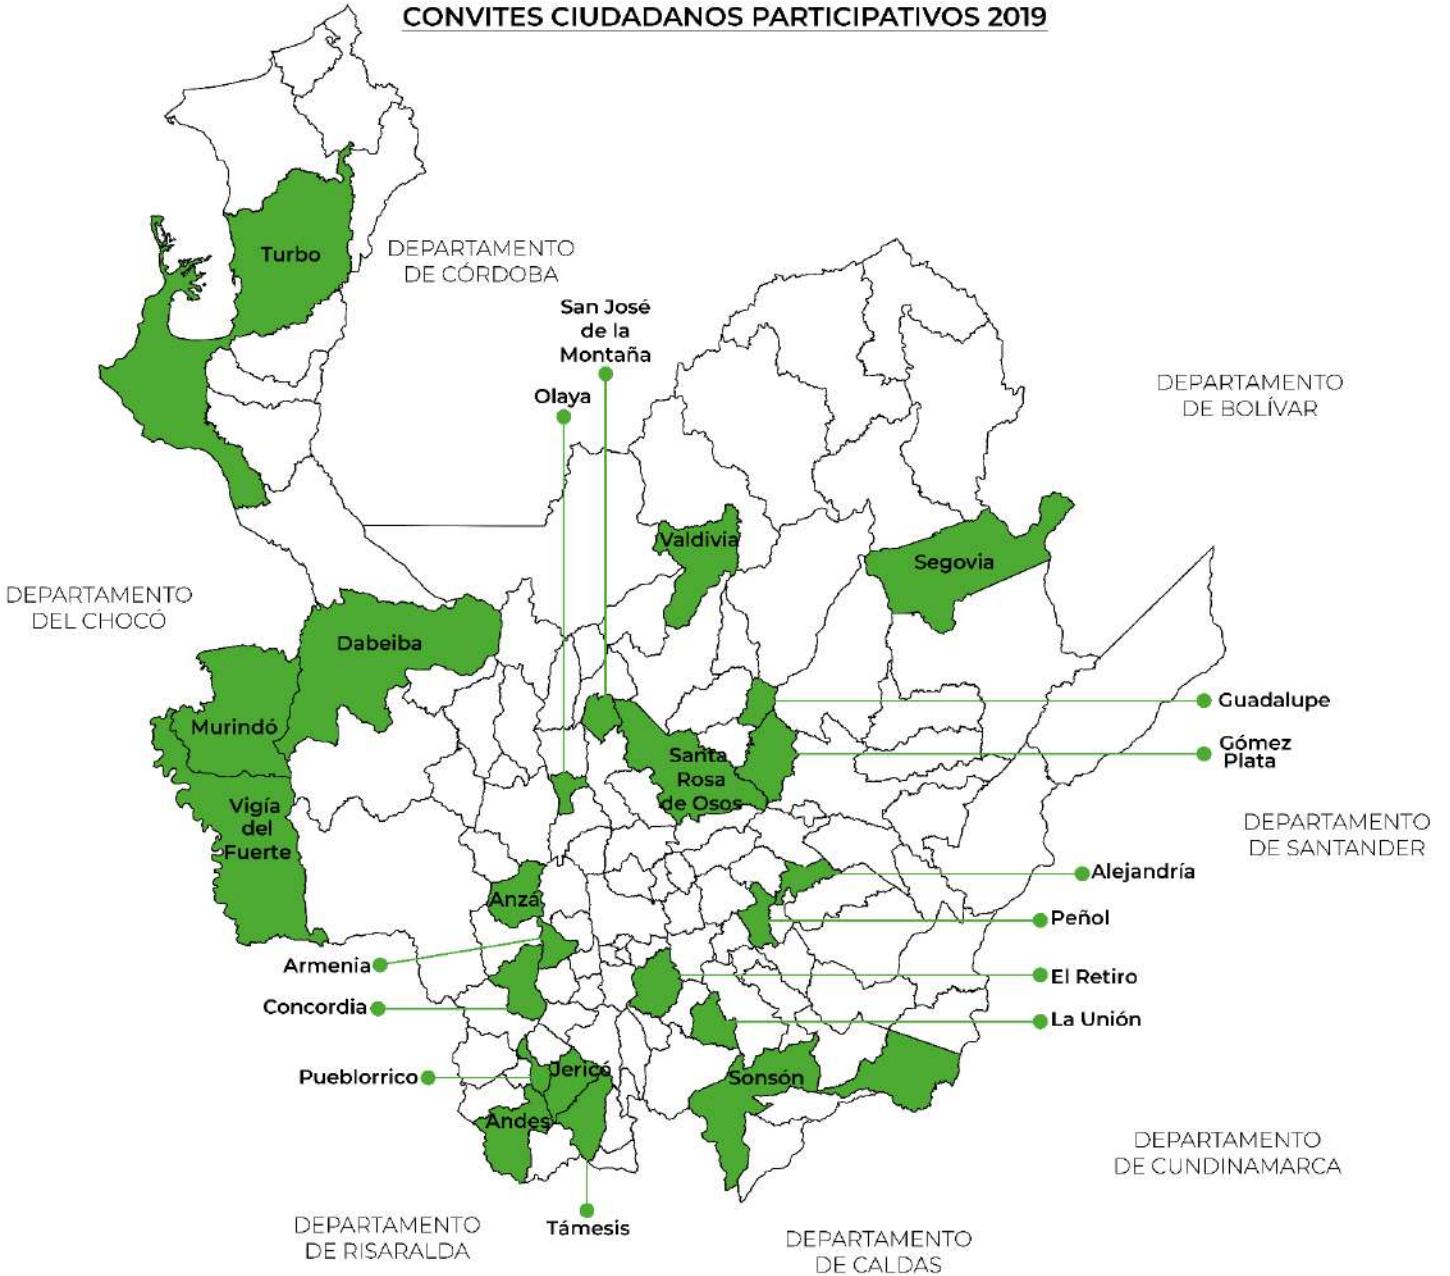 CONVITES CIUDADANOS PARTICIPATIVOS 2019
Turbo
DEPARTAMENTO
DE CÓRDOBA
San José
de la
Montaña
Olaya
DEPARTAMENTO
DE BOLÍVAR
Valdivia
Segovia
DEPARTAMENTO
DEL CHOCÓ
Dabeiba
Murindó
Guadalupe
Gómez
Plata
Santa
Rosa
de Osos
Vigía
del
Fuerte
DEPARTAMENTO
DE SANTANDER
Alejandría
Anzá
Peñol
Armenia
El Retiro
Concordia
La Unión
Pueblorrico
Jericó
Sonsón
Andes
DEPARTAMENTO
DE CUNDINAMARCA
Támesis
DEPARTAMENTO
DE RISARALDA
DEPARTAMENTO
DE CALDAS